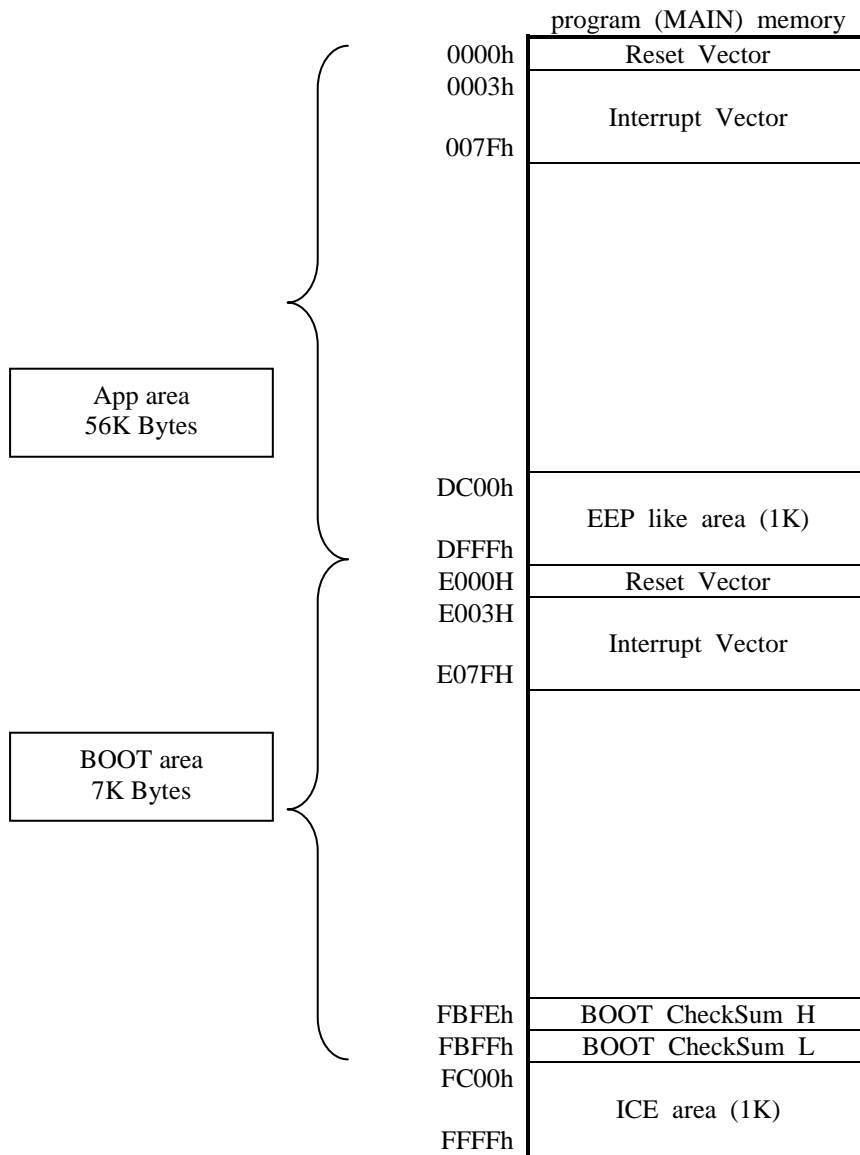 program (MAIN) memory
0000h
Reset Vector
0003h
Interrupt Vector
007Fh
App area
56K Bytes
DC00h
EEP like area (1K)
DFFFh
E000H
Reset Vector
E003H
Interrupt Vector
E07FH
BOOT area
7K Bytes
FBFEh
BOOT CheckSum H
FBFFh
BOOT CheckSum L
FC00h
ICE area (1K)
FFFFh